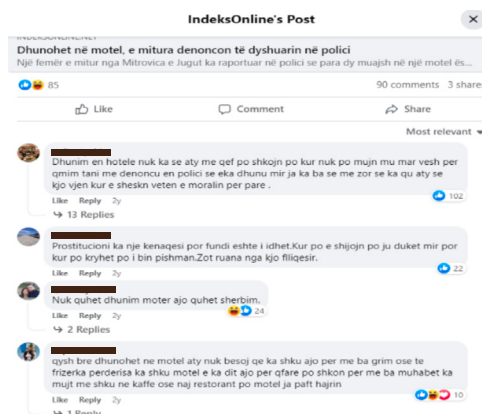 IndeksOnline's Post
INDEKSONLINE.NET
Dhunohet në motel, e mitura denoncon të dyshuarin në polici
Një femër e mitur nga Mitrovica e Jugut ka raportuar në polici se para dy muajsh në një motel ës...
85
90 comments 3 share
Like Comment Share
Most relevant
Dhunim en hotele nuk ka se aty me qef po shkojn po kur nuk po mujn mu mar vesh per
qmim tani me denoncu en polici se eka dhunu mir ja ka ba se me zor se ka qu aty se
kjo vjen kur e sheskn veten e moralin per pare .
102
Like Reply 2y
13 Replies
Prostitucioni ka nje kenaqesi por fundi eshte i idhet.Kur po e shijojn po ju duket mir por
kur po kryhet po i bin pishman.Zot ruana nga kjo flliqesir.
22
Like Reply 2y
Nuk quhet dhunim moter ajo quhet sherbim.
24
Like Reply 2y
2 Replies
qysh bre dhunohet ne motel aty nuk besoj qe ka shku ajo per me ba grim ose te
frizerka perderisa ka shku motel e ka dit ajo per qfare po shkon per me ba muhabet ka
mujt me shku ne kaffe ose naj restorant po motel ja paft hajrin
10
Like Reply 2y
1 Reply